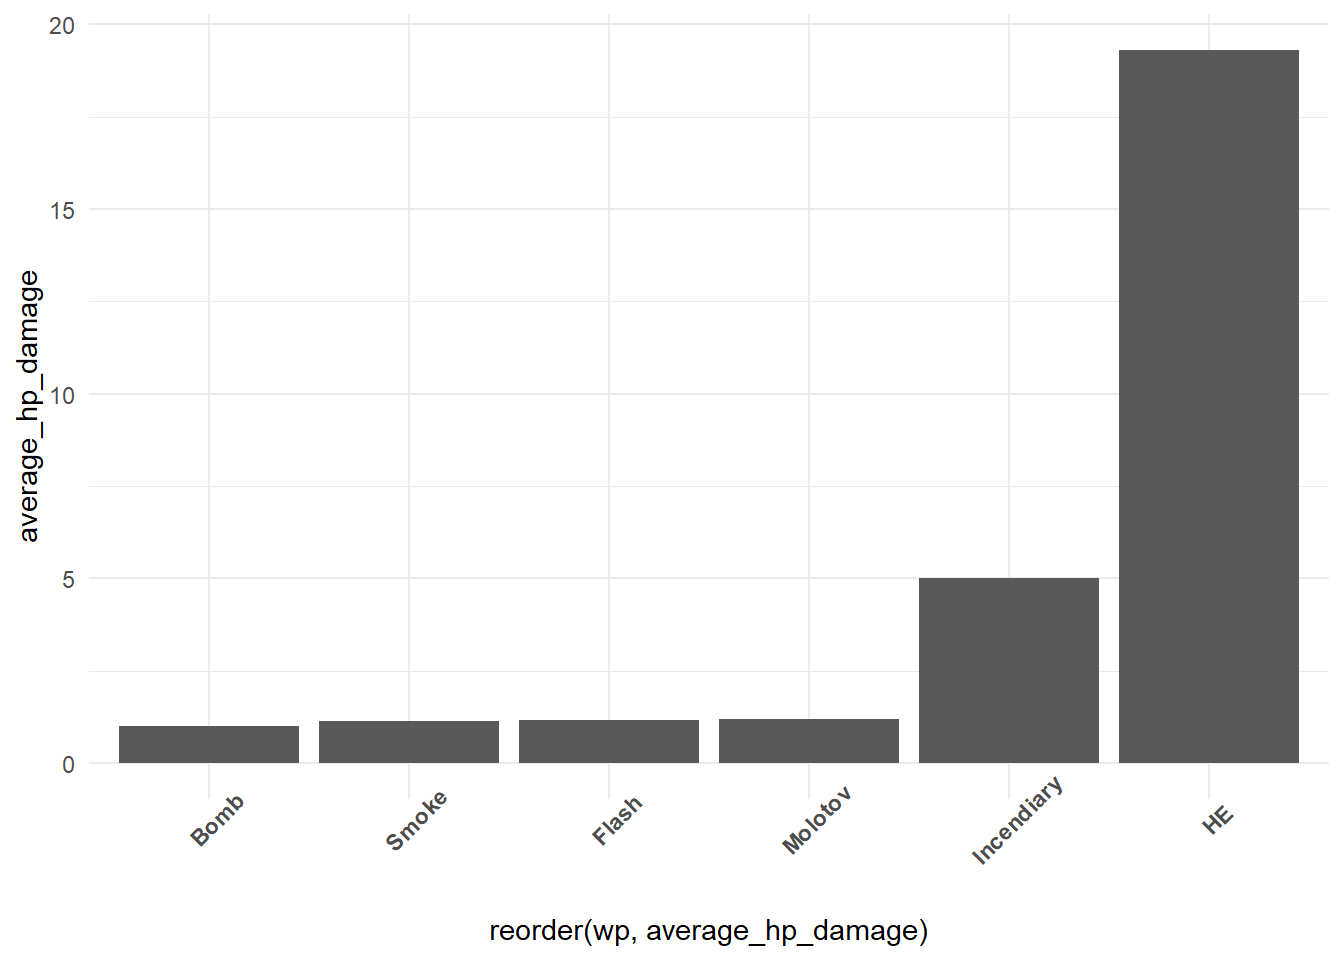 20
15
10
5
0
average_hp_damage
Bomb
Smoke
Flash
Molotov
Incendiary
HE
reorder(wp, average_hp_damage)